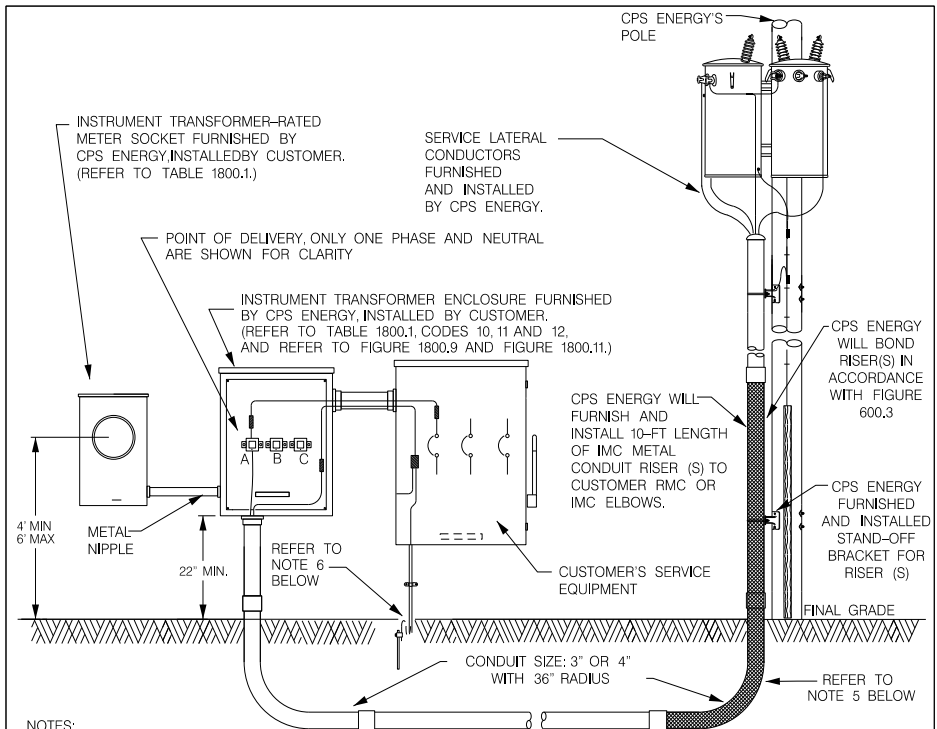 CPS ENERGY'S
POLE
INSTRUMENT TRANSFORMER-RATED
METER SOCKET FURNISHED BY
CPS ENERGY,INSTALLEDBY CUSTOMER.
(REFER TO TABLE 1800.1.)
SERVICE LATERAL
CONDUCTORS
FURNISHED
AND INSTALLED
BY CPS ENERGY.
POINT OF DELIVERY, ONLY ONE PHASE AND NEUTRAL
ARE SHOWN FOR CLARITY
INSTRUMENT TRANSFORMER ENCLOSURE FURNISHED
BY CPS ENERGY, INSTALLED BY CUSTOMER.
(REFER TO TABLE 1800.1, CODES 10, 11 AND 12,
AND REFER TO FIGURE 1800.9 AND FIGURE 1800.11.)
CPS ENERGY
WILL BOND
RISER(S) IN
ACCORDANCE
WITH FIGURE
600.3
CPS ENERGY WILL
FURNISH AND
INSTALL 10-FT LENGTH
OF IMC METAL
CONDUIT RISER (S) TO
CUSTOMER RMC OR
IMC ELBOWS.
A B C
CPS ENERGY
FURNISHED
AND INSTALLED
STAND-OFF
BRACKET FOR
RISER (S)
4' MIN
6' MAX
METAL
NIPPLE
22" MIN.
REFER TO
NOTE 6
BELOW
CUSTOMER'S SERVICE
EQUIPMENT
FINAL GRADE
CONDUIT SIZE: 3" OR 4"
WITH 36" RADIUS
REFER TO
NOTE 5 BELOW
NOTES: